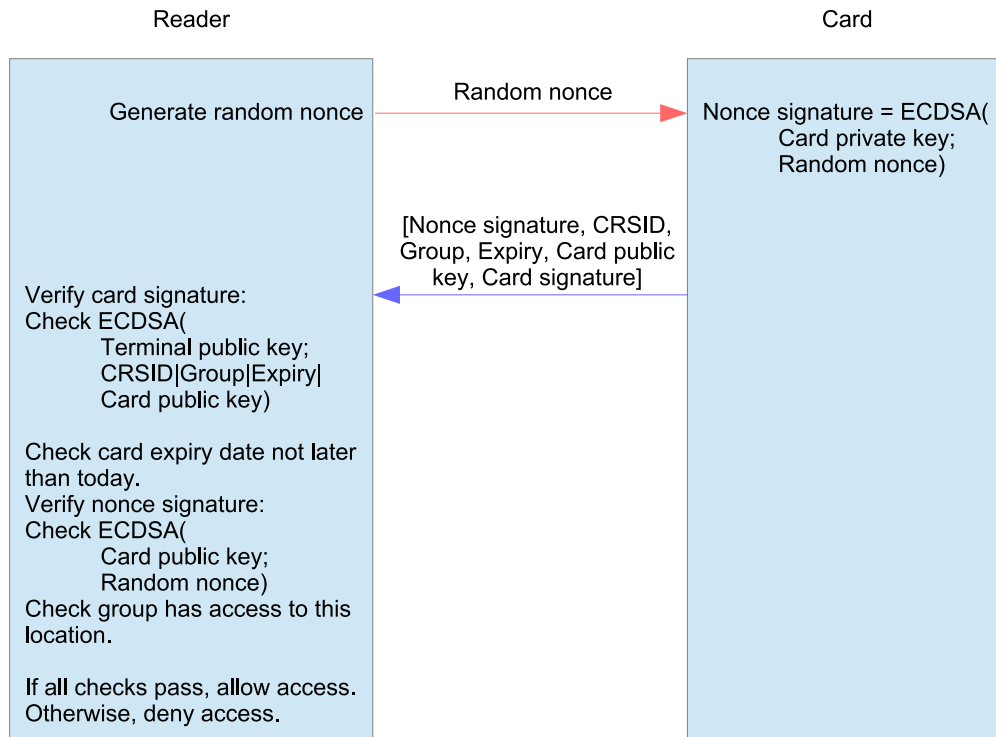 Reader
Card
Generate random nonce
Random nonce
Nonce signature = ECDSA(
Card private key;
Random nonce)
[Nonce signature, CRSID,
Group, Expiry, Card public
key, Card signature]
Verify card signature:
Check ECDSA(
Terminal public key;
CRSID|Group|Expiry|
Card public key)
Check card expiry date not later
than today.
Verify nonce signature:
Check ECDSA(
Card public key;
Random nonce)
Check group has access to this
location.
If all checks pass, allow access.
Otherwise, deny access.